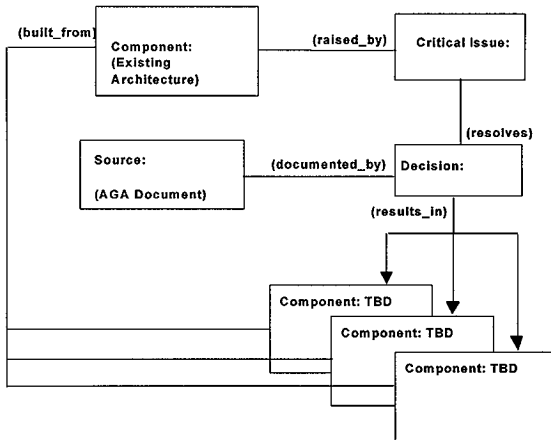 (built_from)
Component:
(Existing
Architecture)
(raised_by)
Critical Issue:
(resolves)
Source:
(AGA Document)
(documented_by)
Decision:
(results_in)
Component: TBD
Component: TBD
Component: TBD